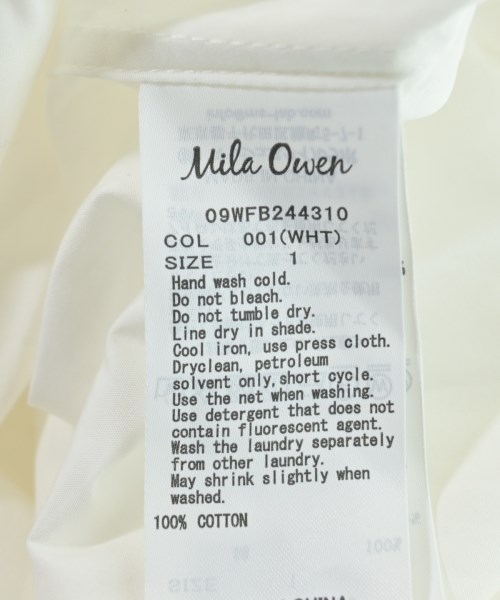 Mila Owen
09WFB244310
COL 001(WHT)
SIZE 1
Hand wash cold.
Do not bleach.
Do not tumble dry.
Line dry in shade.
Cool iron, use press cloth.
Dryclean, petroleum
solvent only,short cycle.
Use the net when washing.
Use detergent that does not
contain fluorescent agent.
Wash the laundry separately
from other laundry.
May shrink slightly when
washed.
100% COTTON